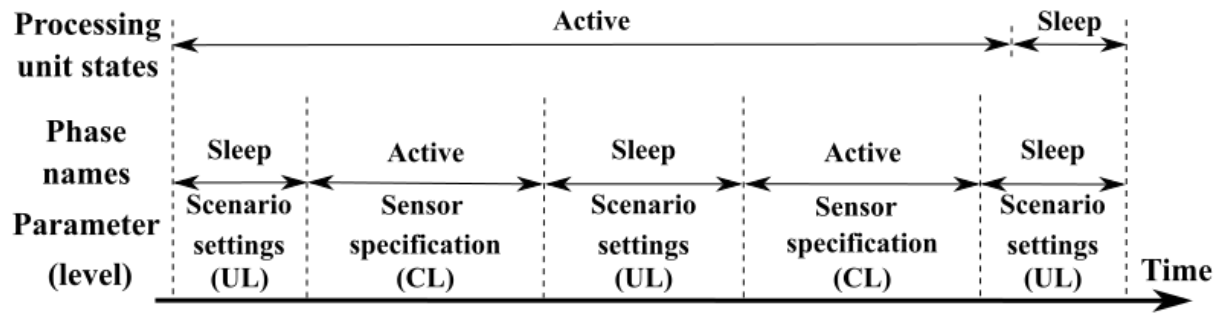 Processing
unit states
Active
Sleep
Phase
names
Sleep
Active
Sleep
Active
Sleep
Parameter
(level)
Scenario
settings
(UL)
Sensor
specification
(CL)
Scenario
settings
(UL)
Sensor
specification
(CL)
Scenario
settings
(UL)
Time